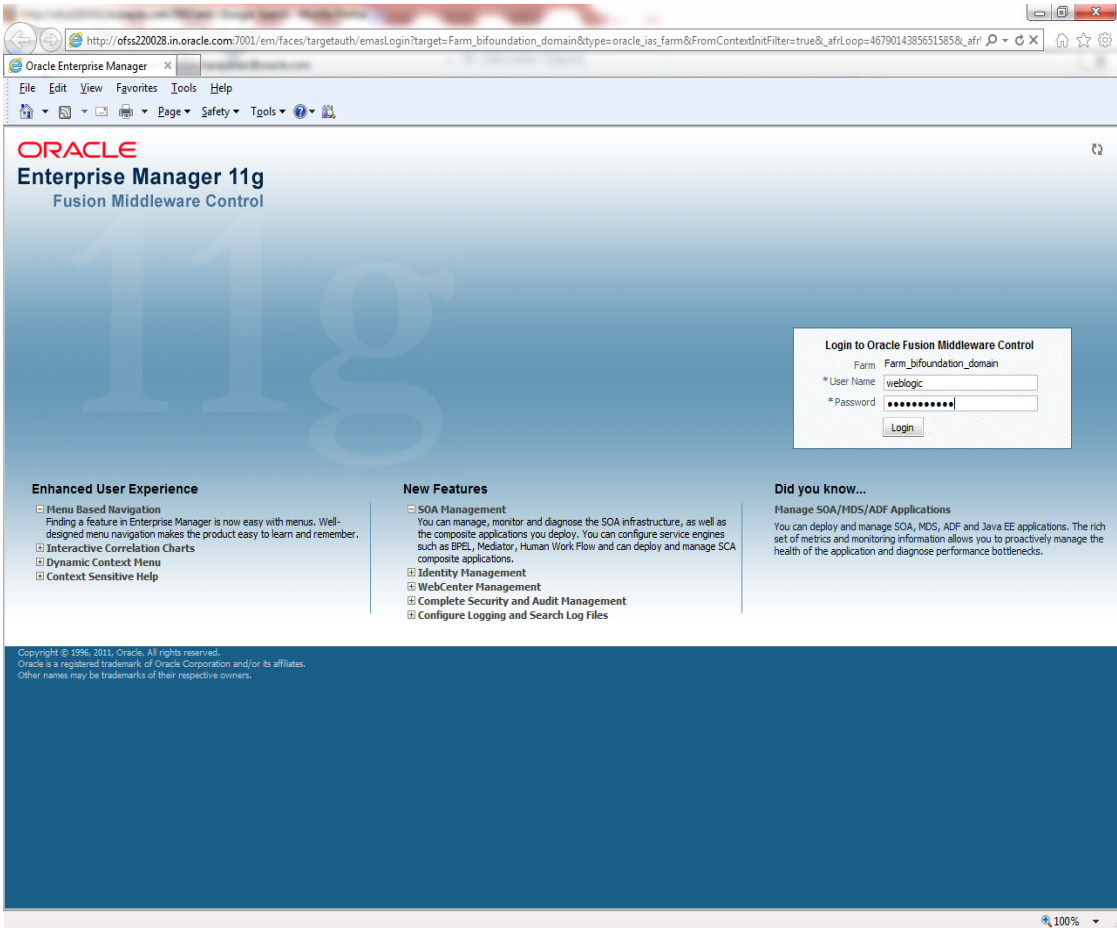 http://ofss220028.in.oracle.com:7001/em/faces/targetauth/emasLogin?target=Farm_bifoundation_domain&type=oracle_ias_farm&FromContextInitFilter=true&_afrLoop=467901438565158​5&_afr
Oracle Enterprise Manager
File Edit View Favorites Tools Help
Page Safety Tools
ORACLE
Enterprise Manager 11g
Fusion Middleware Control
11g
Login to Oracle Fusion Middleware Control
Farm Farm_bifoundation_domain
* User Name weblogic
* Password
Login
Enhanced User Experience
Menu Based Navigation
Finding a feature in Enterprise Manager is now easy with menus. Well-
designed menu navigation makes the product easy to learn and remember.
Interactive Correlation Charts
Dynamic Context Menu
Context Sensitive Help
New Features
SOA Management
You can manage, monitor and diagnose the SOA infrastructure, as well as
the composite applications you deploy. You can configure service engines
such as BPEL, Mediator, Human Work Flow and can deploy and manage SCA
composite applications.
Identity Management
WebCenter Management
Complete Security and Audit Management
Configure Logging and Search Log Files
Did you know...
Manage SOA/MDS/ADF Applications
You can deploy and manage SOA, MDS, ADF and Java EE applications. The rich
set of metrics and monitoring information allows you to proactively manage the
health of the application and diagnose performance bottlenecks.
Copyright © 1996, 2011, Oracle. All rights reserved.
Oracle is a registered trademark of Oracle Corporation and/or its affiliates.
Other names may be trademarks of their respective owners.
100%